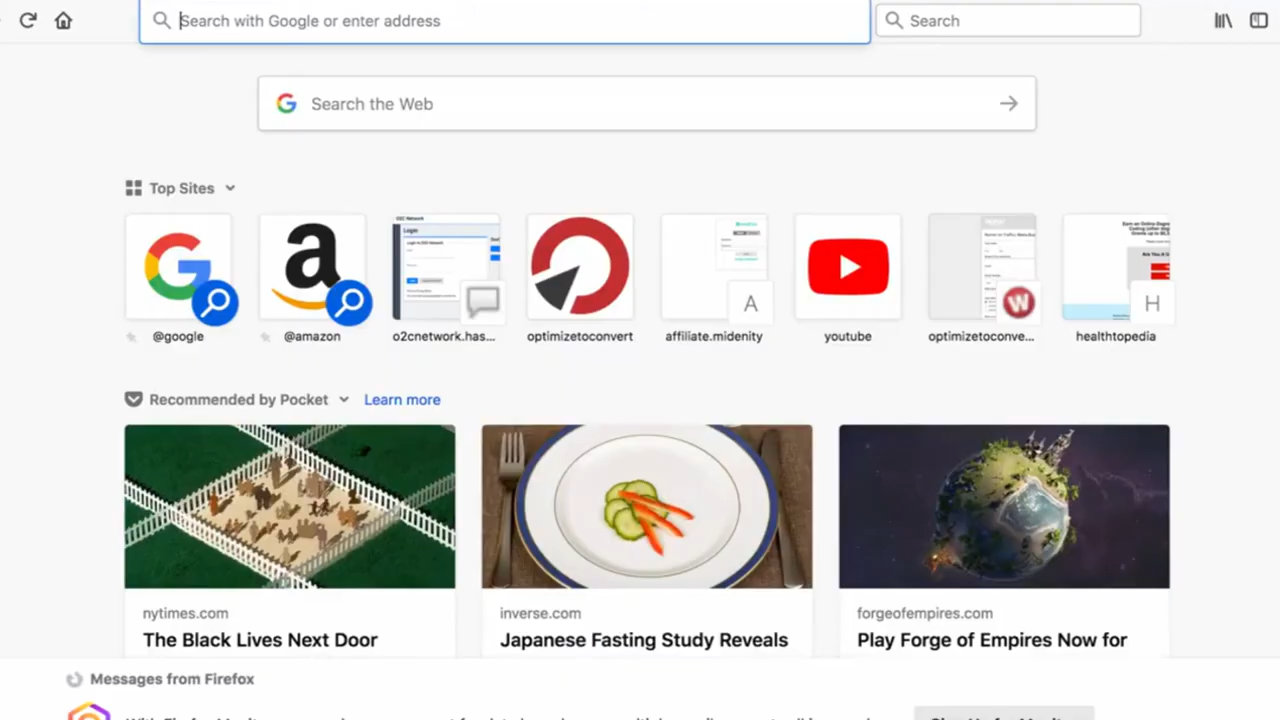 Search with Google or enter address
Search
Search the Web
Top Sites
@google
@amazon
o2cnetwork.has...
optimizetoconvert
A
affiliate.midenity
youtube
W
optimizetoconve...
H
healthtopedia
Recommended by Pocket
Learn more
nytimes.com
The Black Lives Next Door
inverse.com
Japanese Fasting Study Reveals
forgeofempires.com
Play Forge of Empires Now for
Messages from Firefox